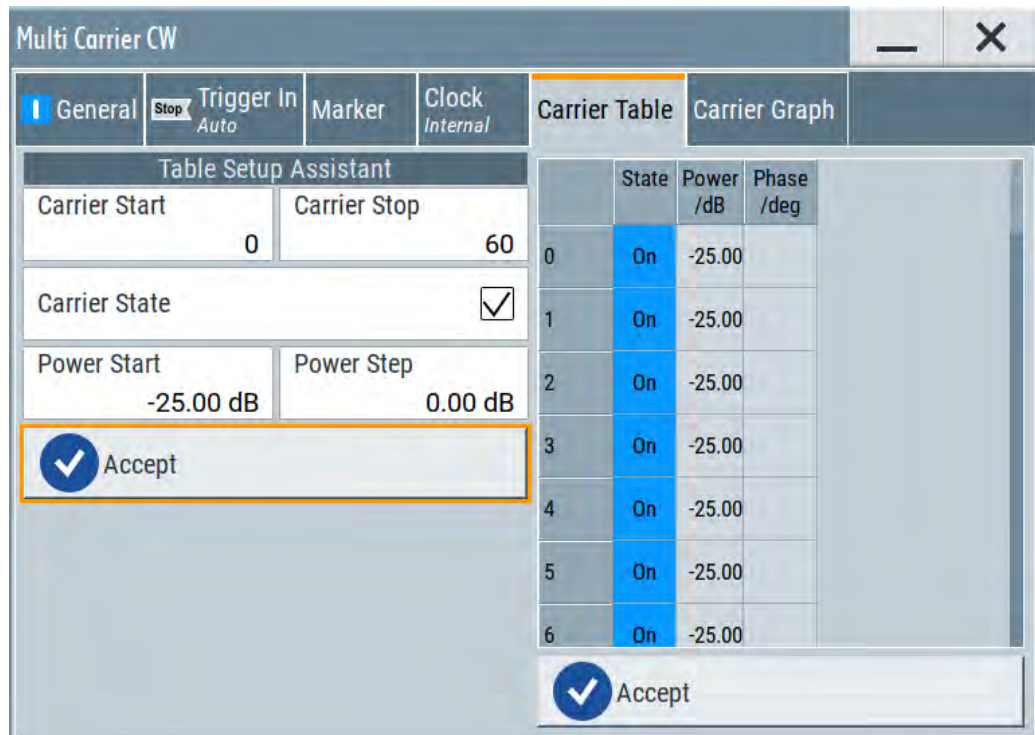 Multi Carrier CW
General
Stop Trigger In
Auto
Marker
Clock
Internal
Carrier Table
Carrier Graph
Table Setup Assistant
Carrier Start
0
Carrier Stop
60
Carrier State
Power Start
-25.00 dB
Power Step
0.00 dB
Accept
State Power Phase
/dB /deg
0 On -25.00
1 On -25.00
2 On -25.00
3 On -25.00
4 On -25.00
5 On -25.00
6 On -25.00
Accept